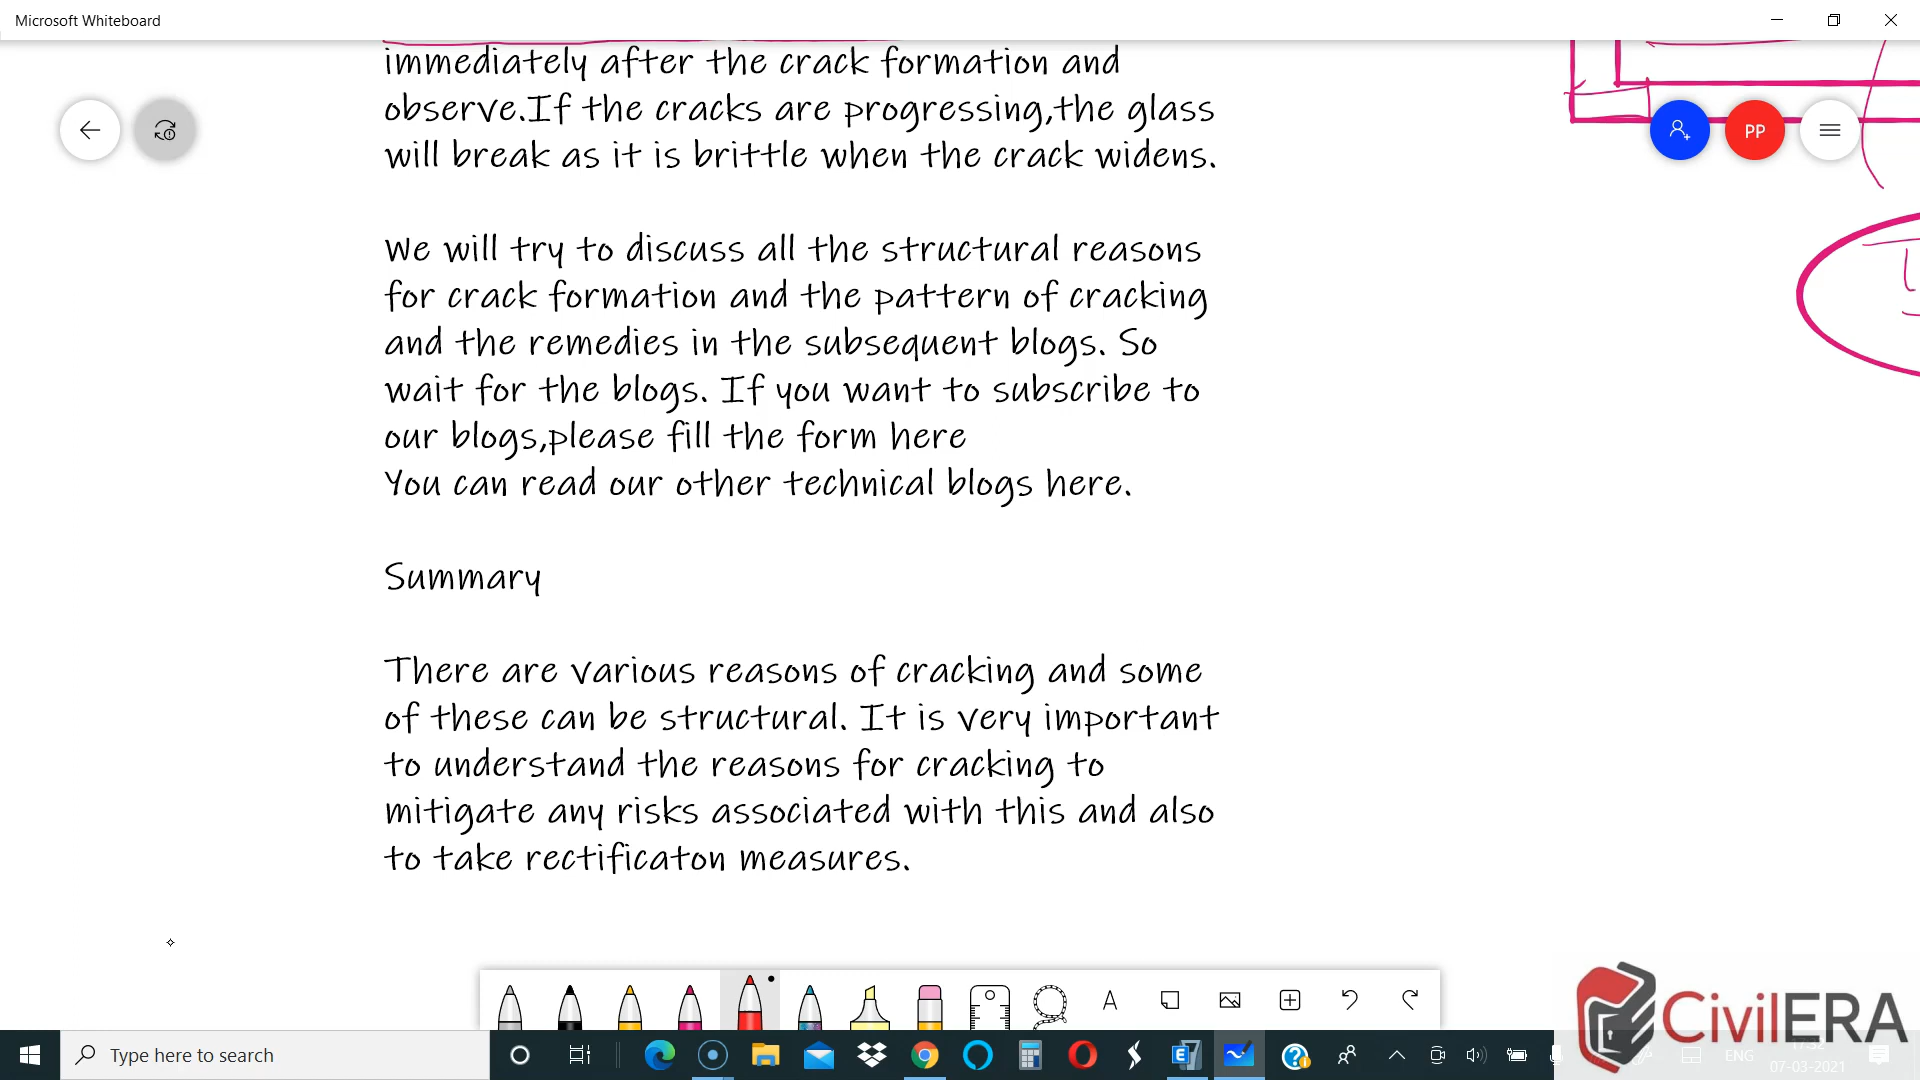 Microsoft Whiteboard
immediately after the crack formation and
observe.If the cracks are progressing,the glass
will break as it is brittle when the crack widens.
PP
We will try to discuss all the structural reasons
for crack formation and the pattern of cracking
and the remedies in the subsequent blogs. So
wait for the blogs. If you want to subscribe to
our blogs,please fill the form here
You can read our other technical blogs here.
Summary
There are various reasons of cracking and some
of these can be structural. It is very important
to understand the reasons for cracking to
mitigate any risks associated with this and also
to take rectificaton measures.
CivilERA
Type here to search
ENG
07-03-2021